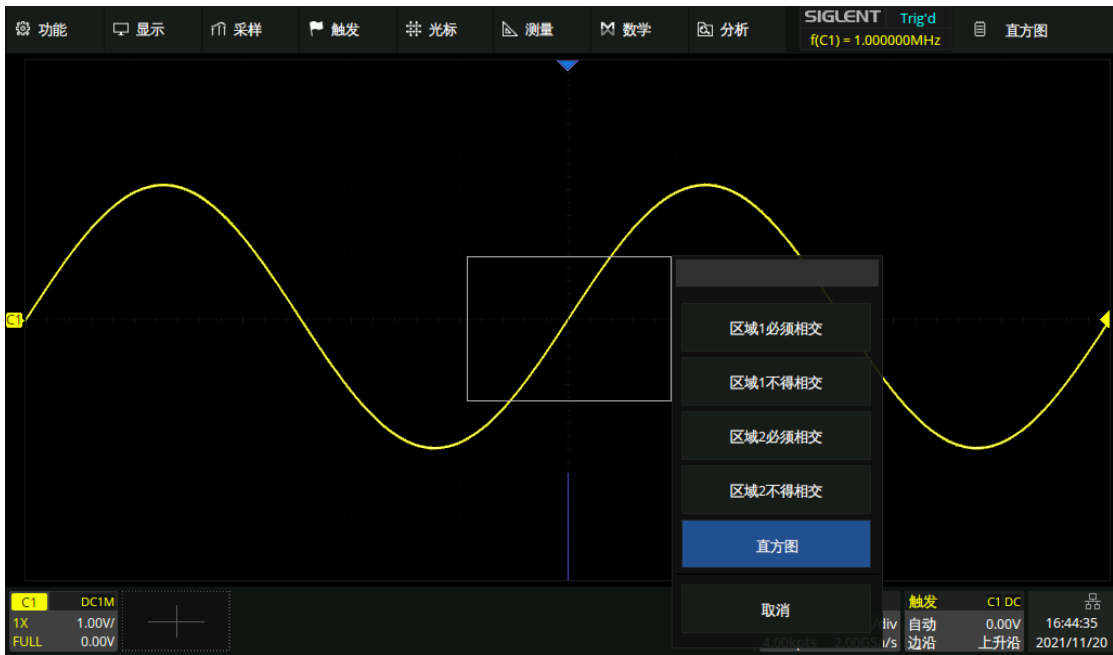 功能 显示 采样 触发 光标 测量 数学 分析 SIGLENT Trig'd 直方图
f(C1) = 1.000000MHz
C1
区域1必须相交
区域1不得相交
区域2必须相交
区域2不得相交
直方图
取消
C1 DC1M 触发 C1 DC
1X 1.00V/ /div 自动 0.00V 16:44:35
FULL 0.00V 4.00kpts 2.00GSa/s 边沿 上升沿 2021/11/20